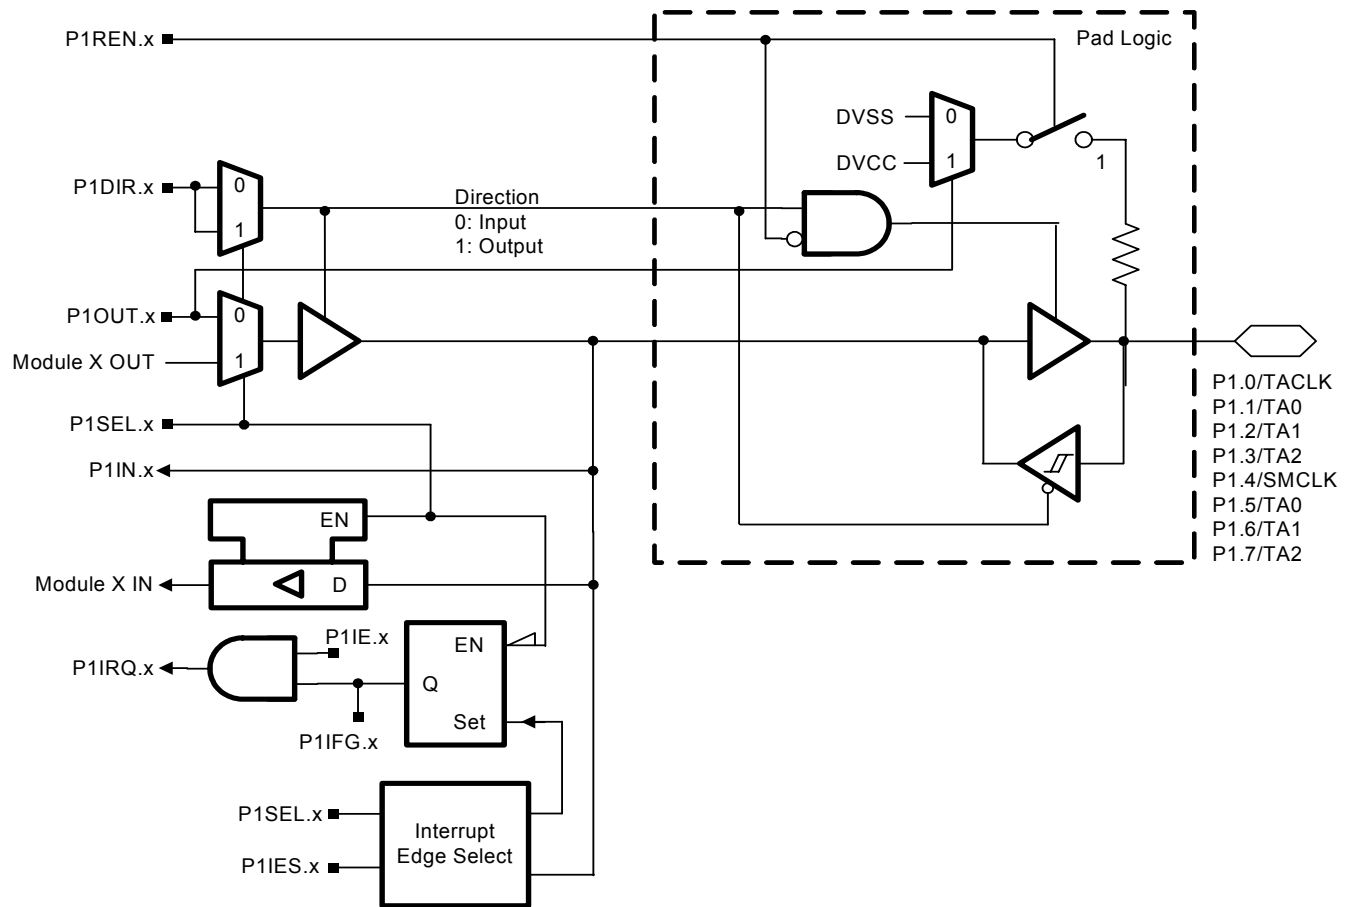 P1REN.x
Pad Logic
DVSS
0
DVCC
1
1
P1DIR.x
0
1
Direction
0: Input
1: Output
P1OUT.x
0
Module X OUT
1
P1SEL.x
P1IN.x
P1.0/TACLK
P1.1/TA0
P1.2/TA1
P1.3/TA2
P1.4/SMCLK
P1.5/TA0
P1.6/TA1
P1.7/TA2
EN
Module X IN
D
P1IE.x
P1IRQ.x
EN
Q
Set
P1IFG.x
P1SEL.x
P1IES.x
Interrupt
Edge Select